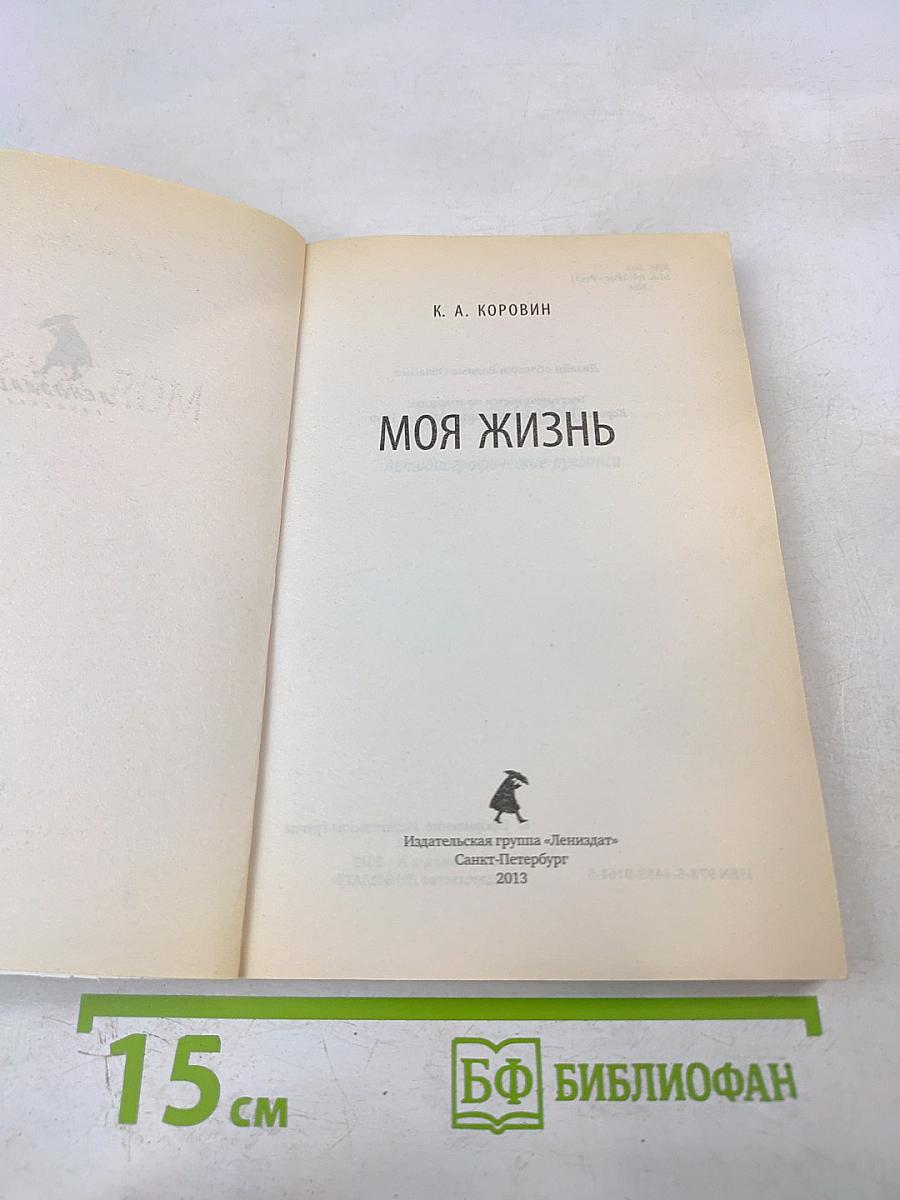 К. А. КОРОВИН
МОЯ ЖИЗНЬ
Издательская группа «Лениздат»
Санкт-Петербург
2013
15 см
БФ БИБЛИОФАН